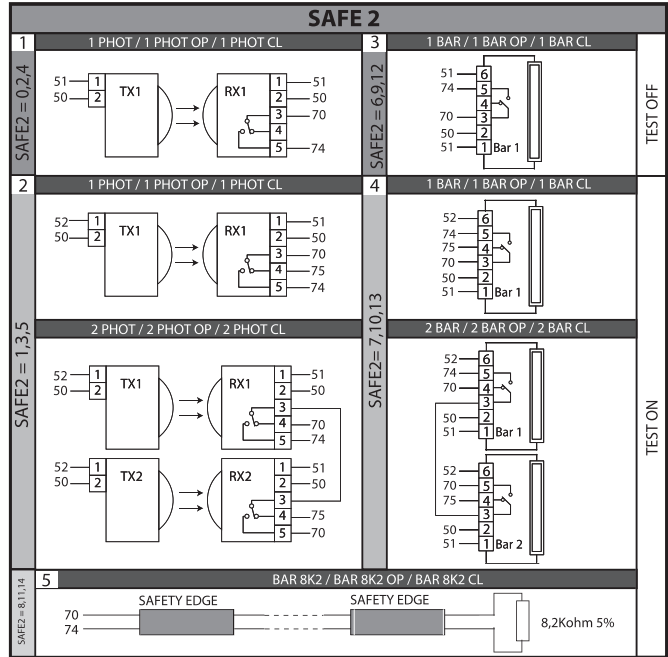 SAFE 2
1
1 PHOT / 1 PHOT OP / 1 PHOT CL
SAFE2 = 0,2,4
51 1
50 2
TX1
RX1
1 51
2 50
3 70
4
5 74
3
1 BAR / 1 BAR OP / 1 BAR CL
SAFE2 = 6,9,12
51 6
74 5
4
70 3
50 2
51 1 Bar 1
TEST OFF
2
1 PHOT / 1 PHOT OP / 1 PHOT CL
SAFE2 = 1,3,5
52 1
50 2
TX1
RX1
1 51
2 50
3 70
4 75
5 74
2 PHOT / 2 PHOT OP / 2 PHOT CL
52 1
50 2
TX1
RX1
1 51
2 50
3
4 70
5 74
52 1
50 2
TX2
RX2
1 51
2 50
3
4 75
5 70
4
1 BAR / 1 BAR OP / 1 BAR CL
SAFE2= 7,10,13
52 6
74 5
75 4
70 3
50 2
51 1 Bar 1
2 BAR / 2 BAR OP / 2 BAR CL
52 6
74 5
70 4
3
50 2
51 1 Bar 1
52 6
70 5
75 4
3
50 2
51 1 Bar 2
TEST ON
5
BAR 8K2 / BAR 8K2 OP / BAR 8K2 CL
SAFE2 = 8,11,14
70
74
SAFETY EDGE
SAFETY EDGE
8,2Kohm 5%